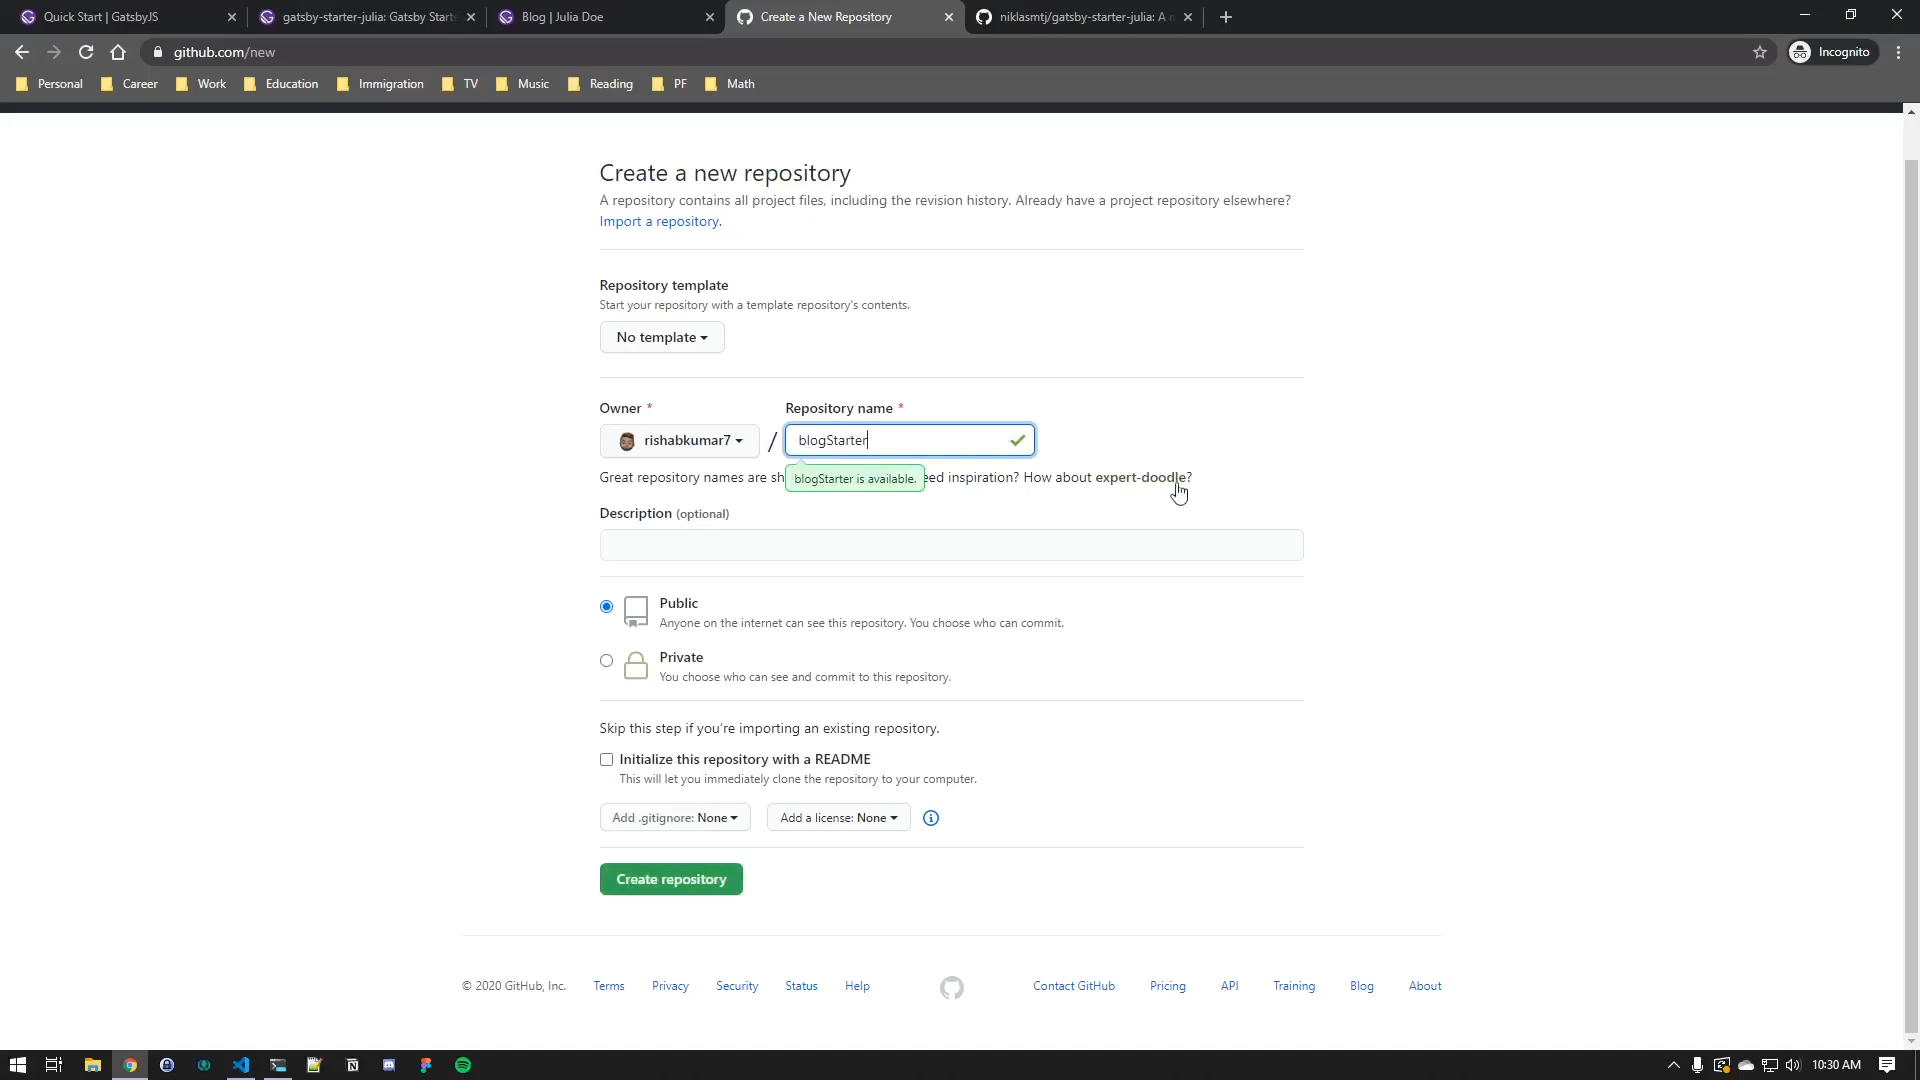 Quick Start | GatsbyJS
gatsby-starter-julia: Gatsby Starte
Blog | Julia Doe
Create a New Repository
niklasmtj/gatsby-starter-julia: A n
github.com/new
Incognito
Personal
Career
Work
Education
Immigration
TV
Music
Reading
PF
Math
Create a new repository
A repository contains all project files, including the revision history. Already have a project repository elsewhere?
Import a repository.
Repository template
Start your repository with a template repository's contents.
No template
Owner *
Repository name *
rishabkumar7
/
blogStarter
Great repository names are sh
blogStarter is available.
eed inspiration? How about expert-doodle?
Description (optional)
Public
Anyone on the internet can see this repository. You choose who can commit.
Private
You choose who can see and commit to this repository.
Skip this step if you're importing an existing repository.
Initialize this repository with a README
This will let you immediately clone the repository to your computer.
Add .gitignore: None
Add a license: None
Create repository
© 2020 GitHub, Inc.
Terms
Privacy
Security
Status
Help
Contact GitHub
Pricing
API
Training
Blog
About
10:30 AM